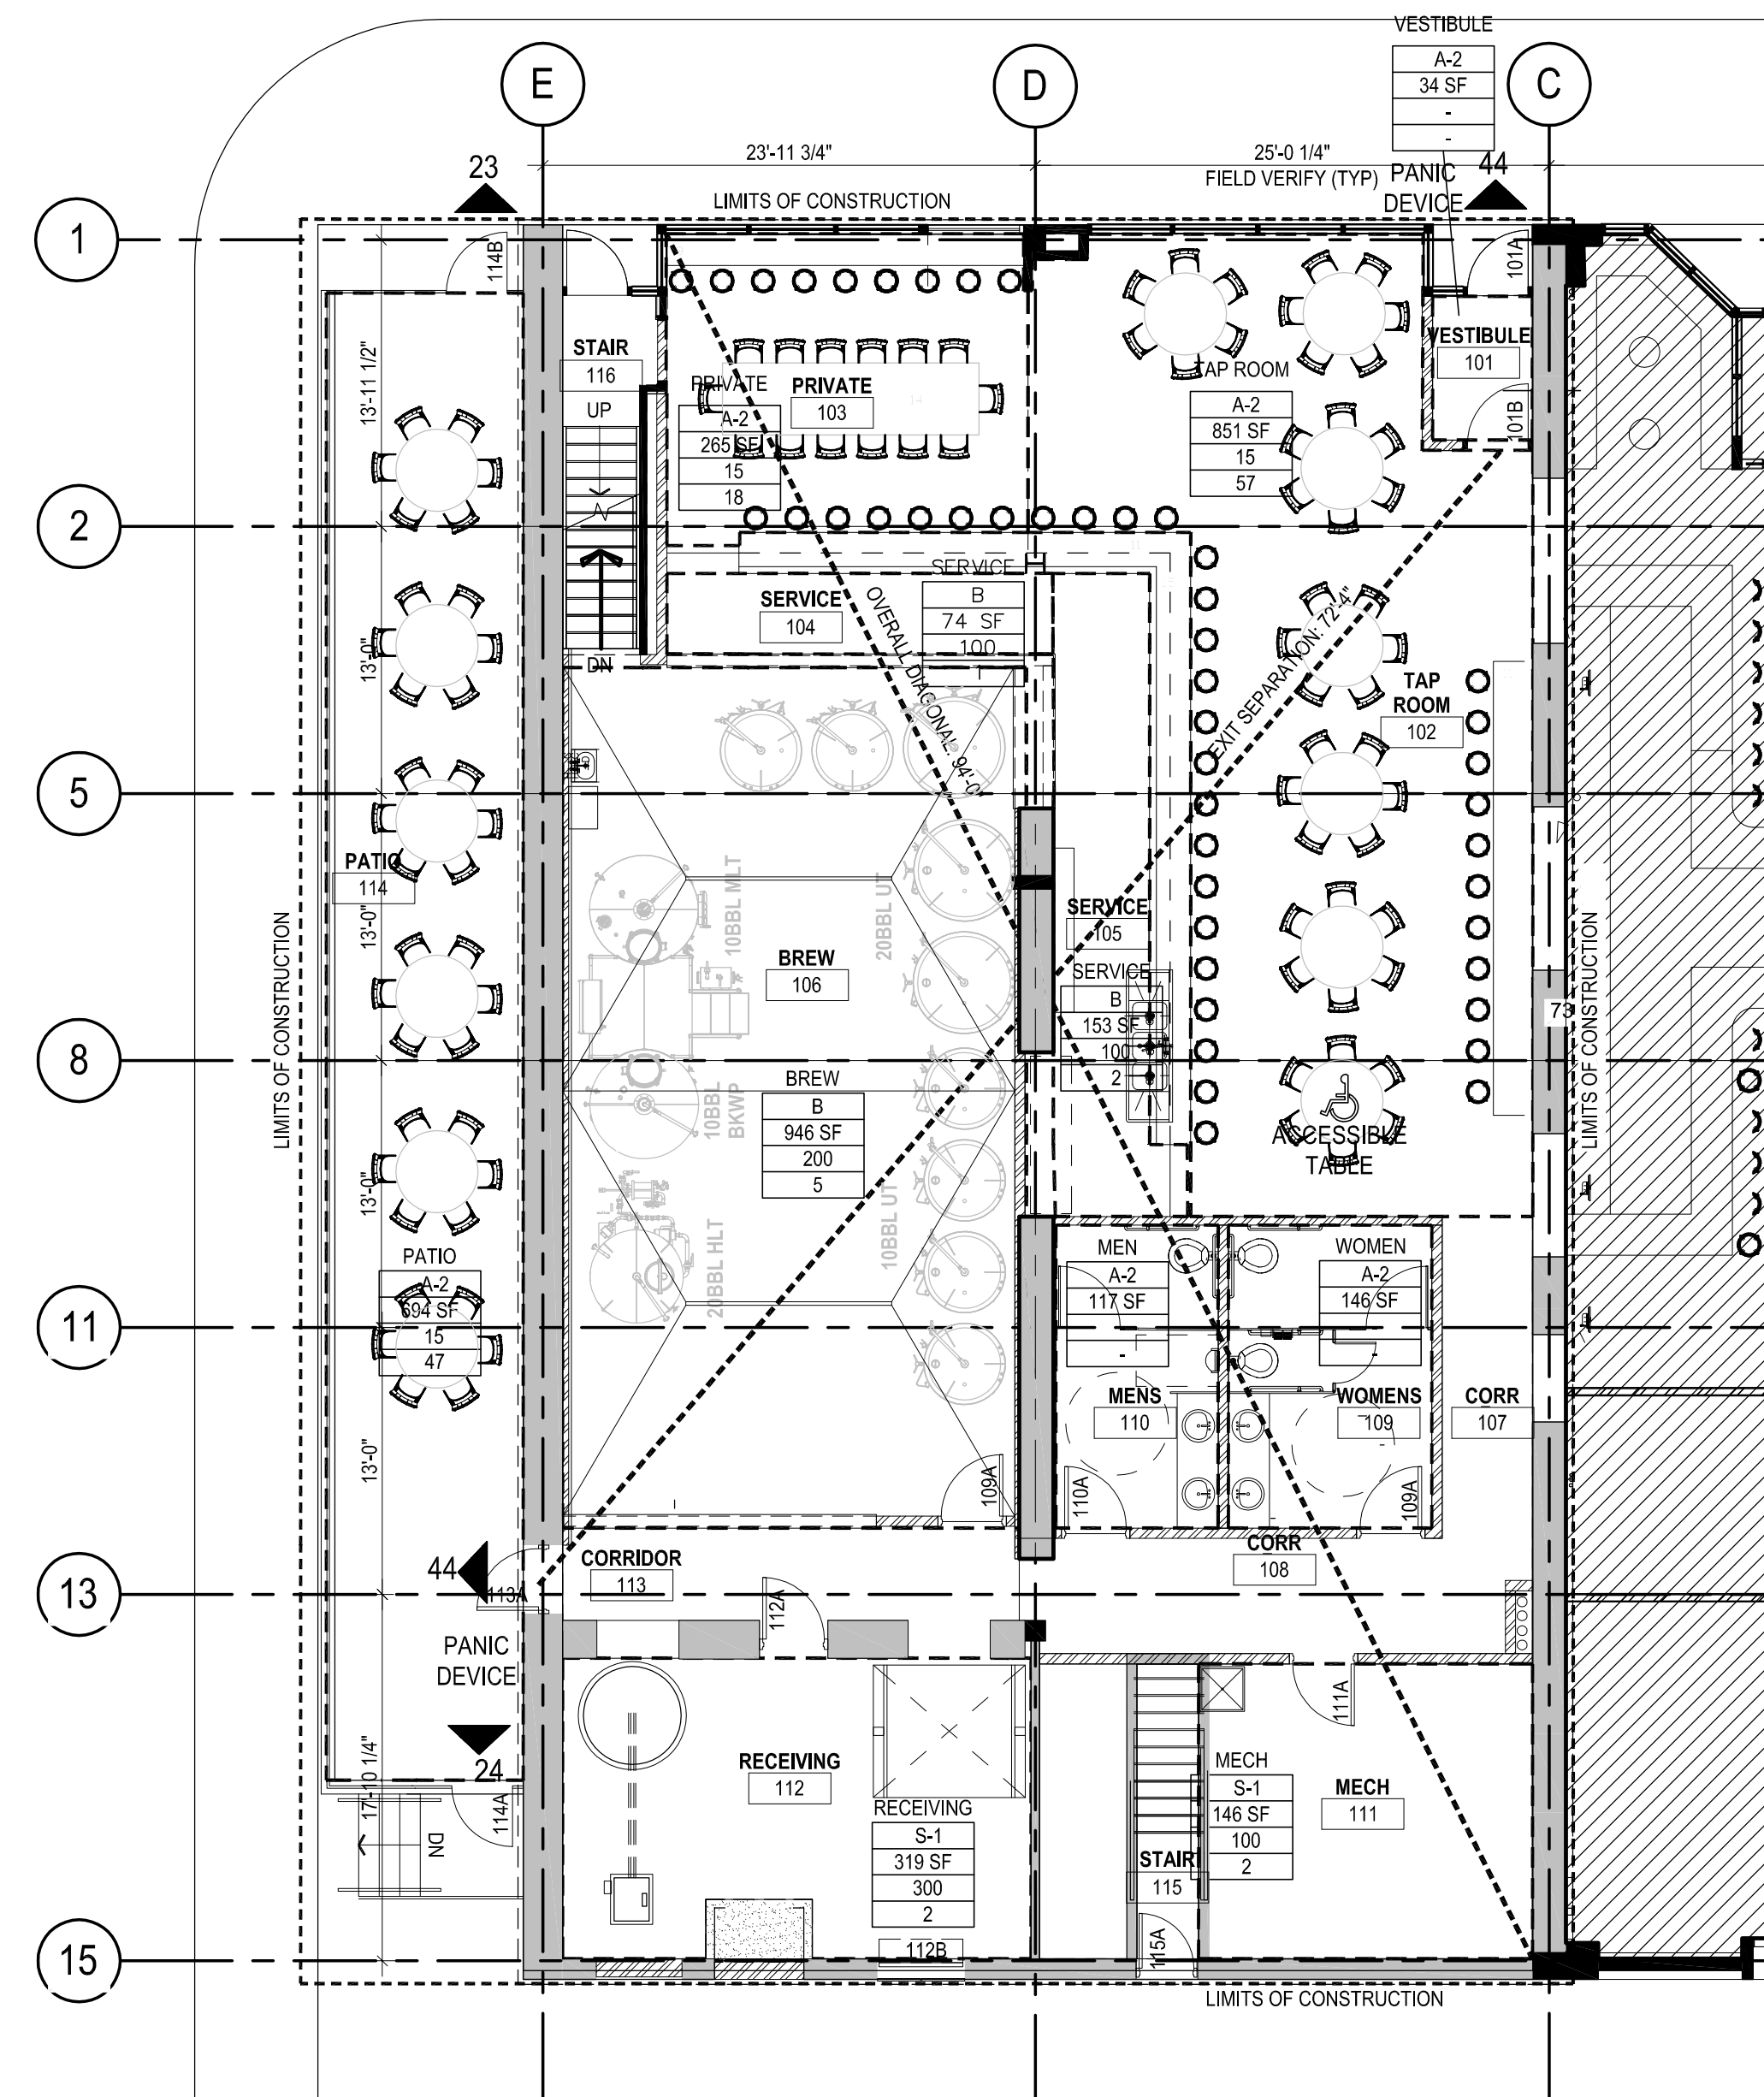 VESTIBULE
A-2
34 SF
-
-
E
D
C
23'-11 3/4"
25'-0 1/4"
FIELD VERIFY (TYP)
PANIC
DEVICE
44
23
LIMITS OF CONSTRUCTION
1
114B
101A
STAIR
116
UP
13'-11 1/2"
PRIVATE
A-2
265 SF
15
18
PRIVATE
103
14
TAP ROOM
A-2
851 SF
15
57
VESTIBULE
101
101B
2
SERVICE
104
SERVICE
B
74 SF
100
1
11
DN
13'-0"
OVERALL DIAGONAL: 94'-0"
EXIT SEPARATION: 72'-4"
TAP
ROOM
102
5
PATIO
114
13'-0"
LIMITS OF CONSTRUCTION
10BBL MLT
20BBL UT
BREW
106
SERVICE
105
SERVICE
B
153 SF
100
2
73
LIMITS OF CONSTRUCTION
8
BREW
B
946 SF
200
5
10BBL
BKWP
ACCESSIBLE
TABLE
13'-0"
20BBL HLT
10BBL UT
PATIO
A-2
694 SF
15
47
MEN
A-2
117 SF
-
WOMEN
A-2
146 SF
-
11
MENS
110
WOMENS
109
CORR
107
13'-0"
109A
110A
109A
44
113A
CORRIDOR
113
112A
CORR
108
13
PANIC
DEVICE
111A
24
17'-10 1/4"
114A
DN
RECEIVING
112
RECEIVING
S-1
319 SF
300
2
MECH
S-1
146 SF
100
2
MECH
111
STAIR
115
15
112B
115A
LIMITS OF CONSTRUCTION